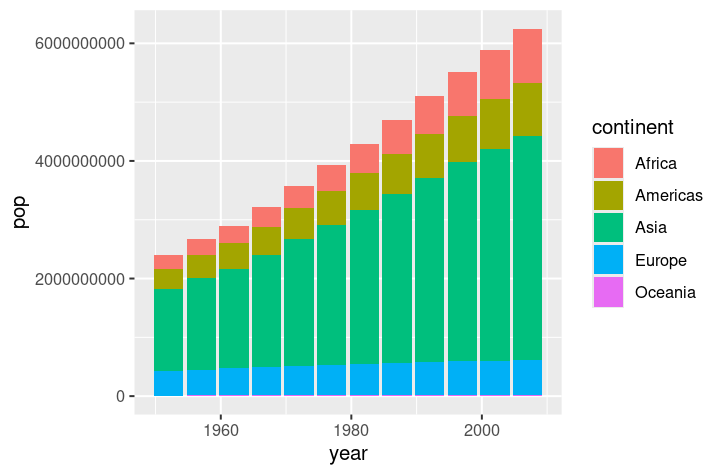 6000000000
4000000000
2000000000
0
pop
1960
1980
2000
year
continent
Africa
Americas
Asia
Europe
Oceania